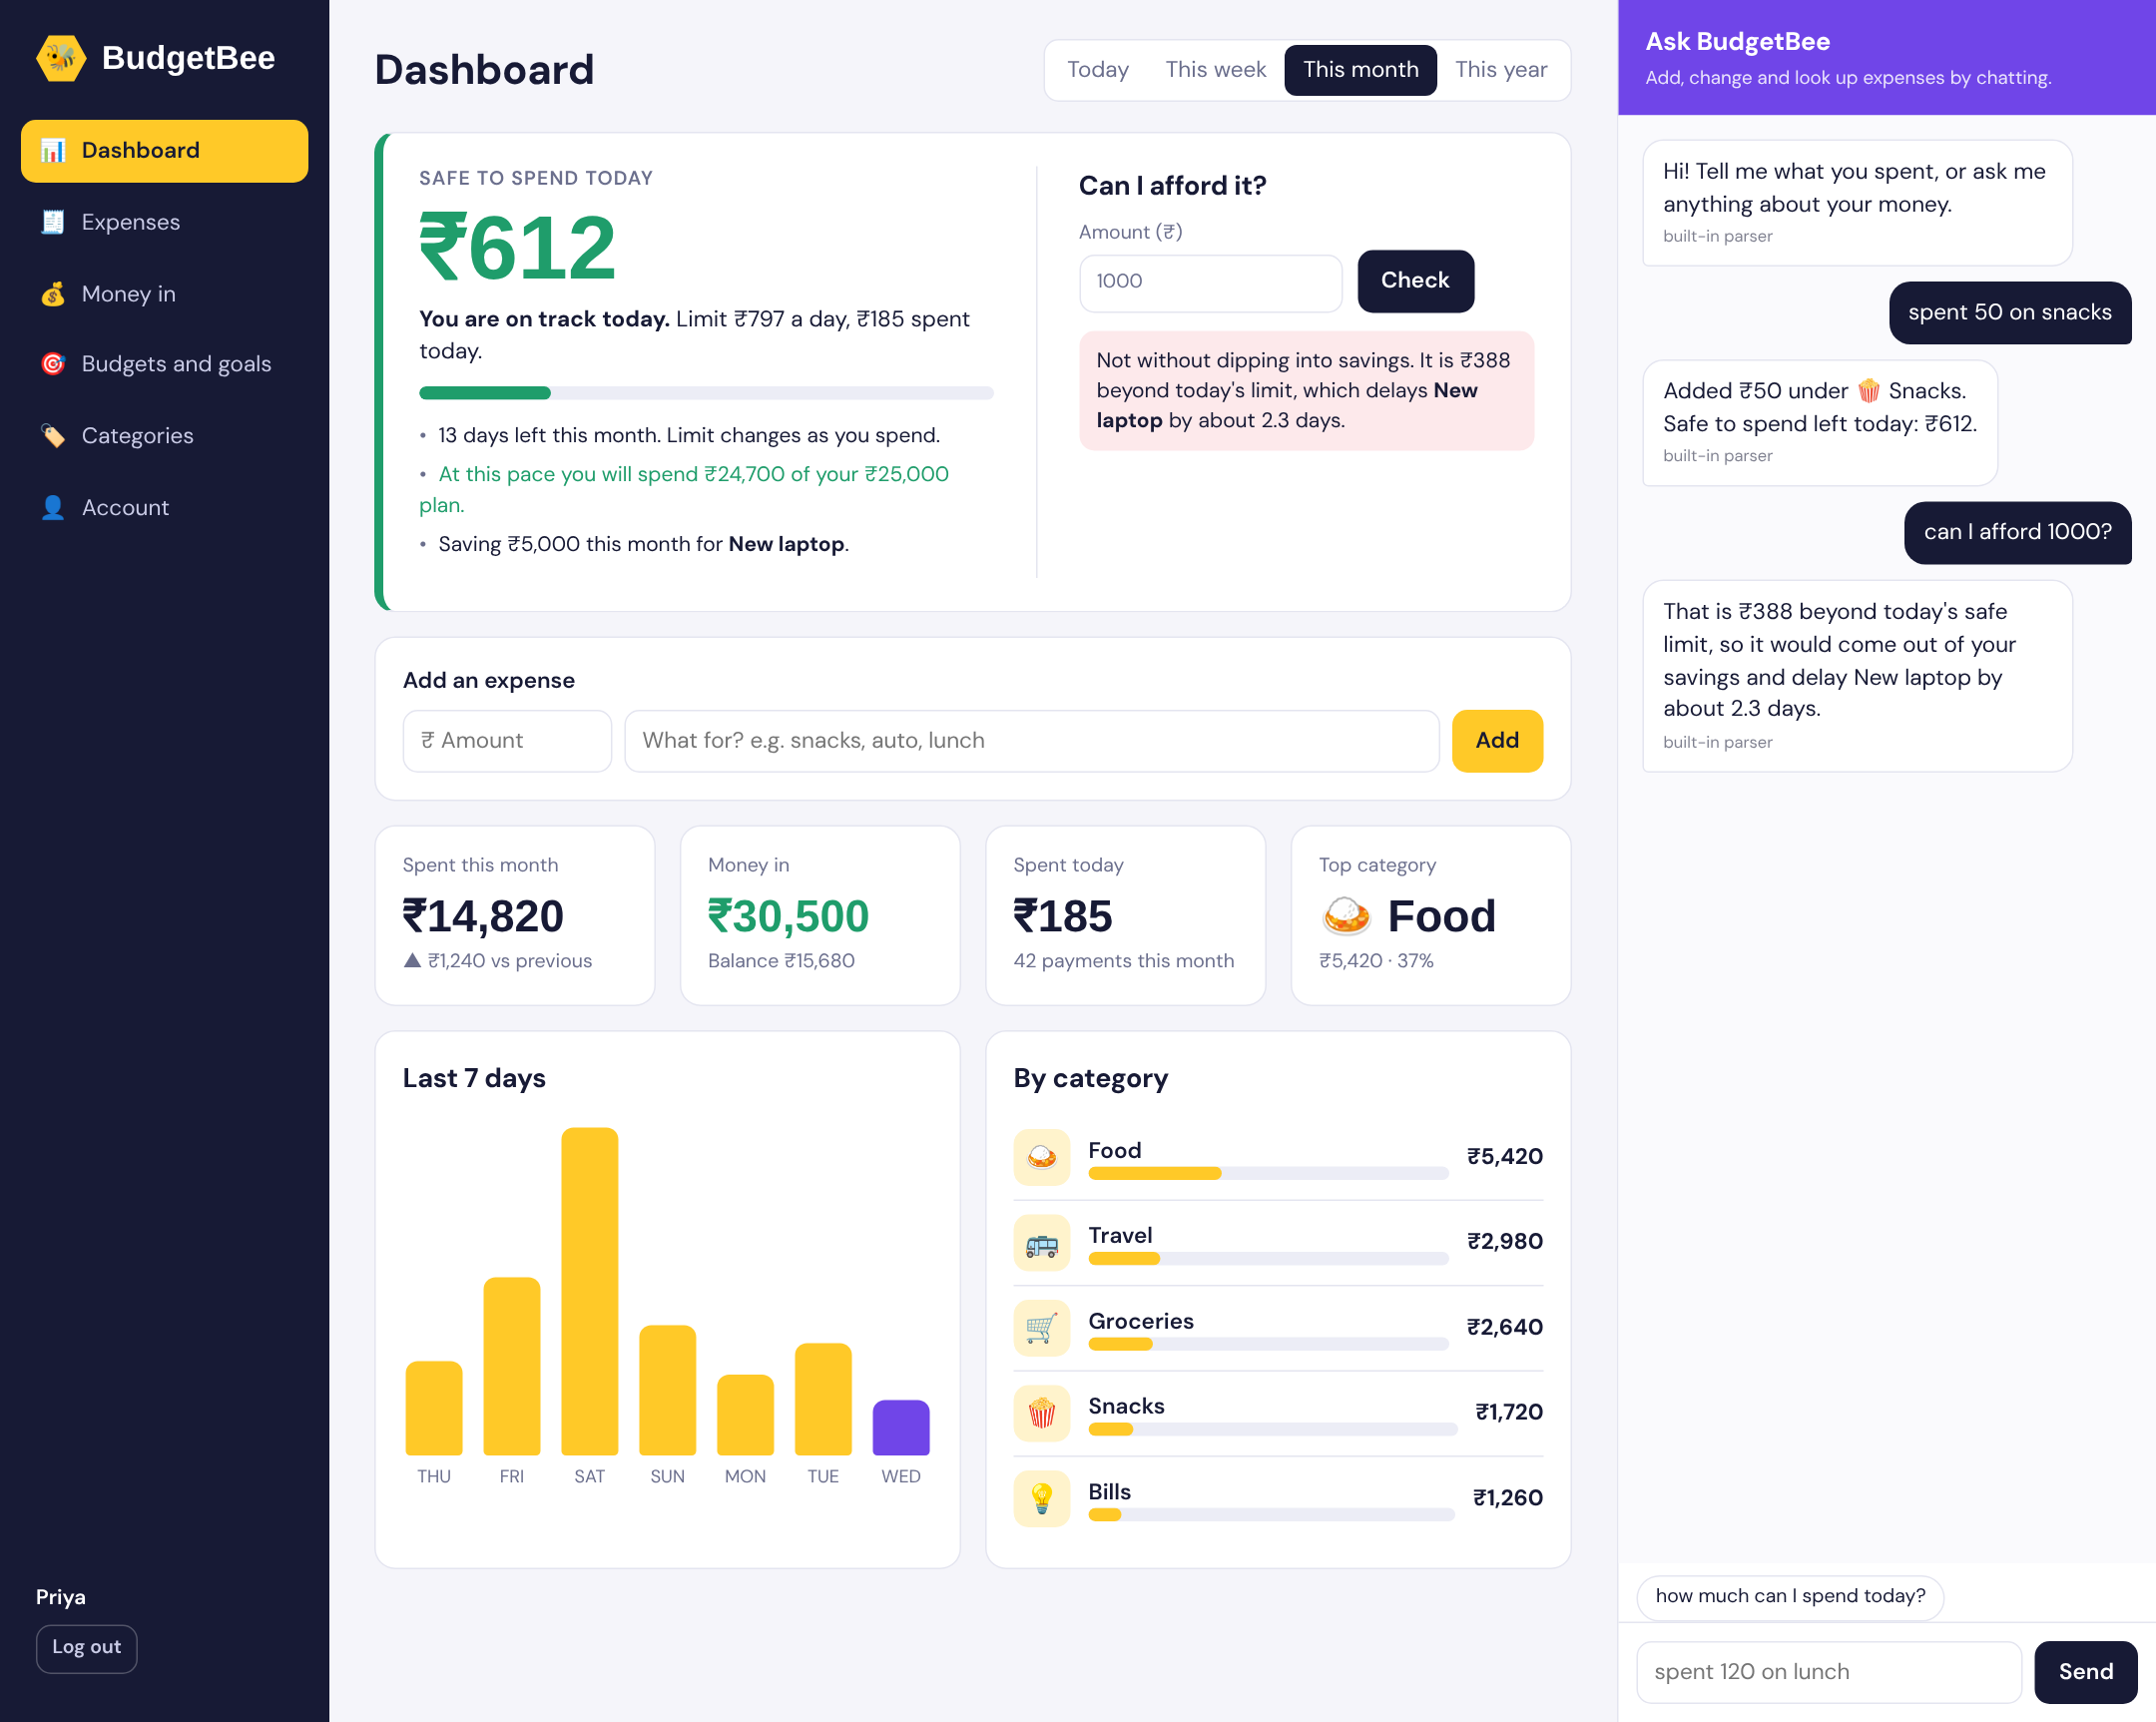 BudgetBee
Dashboard
Expenses
Money in
Budgets and goals
Categories
Account
Priya
Log out
Dashboard
Today
This week
This month
This year
SAFE TO SPEND TODAY
₹612
You are on track today. Limit ₹797 a day, ₹185 spent
today.
• 13 days left this month. Limit changes as you spend.
• At this pace you will spend ₹24,700 of your ₹25,000
plan.
• Saving ₹5,000 this month for New laptop.
Can I afford it?
Amount (₹)
1000
Check
Not without dipping into savings. It is ₹388
beyond today's limit, which delays New
laptop by about 2.3 days.
Add an expense
₹ Amount
What for? e.g. snacks, auto, lunch
Add
Spent this month
₹14,820
▲ ₹1,240 vs previous
Money in
₹30,500
Balance ₹15,680
Spent today
₹185
42 payments this month
Top category
Food
₹5,420 · 37%
Last 7 days
THU
FRI
SAT
SUN
MON
TUE
WED
By category
Food
₹5,420
Travel
₹2,980
Groceries
₹2,640
Snacks
₹1,720
Bills
₹1,260
Ask BudgetBee
Add, change and look up expenses by chatting.
Hi! Tell me what you spent, or ask me
anything about your money.
built-in parser
spent 50 on snacks
Added ₹50 under 🍿 Snacks.
Safe to spend left today: ₹612.
built-in parser
can I afford 1000?
That is ₹388 beyond today's safe
limit, so it would come out of your
savings and delay New laptop by
about 2.3 days.
built-in parser
how much can I spend today?
spent 120 on lunch
Send